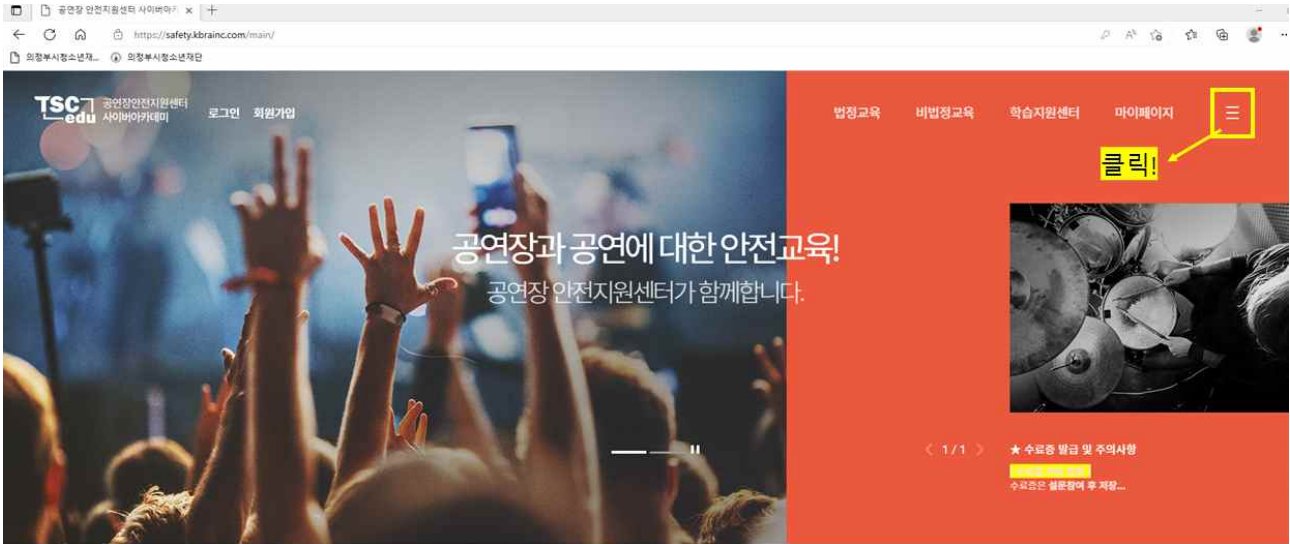 공연장 안전지원센터 사이버아카
https://safety.kbrainc.com/main/
의정부시청소년재... 의정부시청소년재단
TSC edu 공연장안전지원센터 사이버아카데미
로그인 회원가입
법정교육 비법정교육 학습지원센터 마이페이지
클릭!
공연장과 공연에 대한 안전교육!
공연장 안전지원센터가 함께합니다.
1 / 1
★ 수료증 발급 및 주의사항
수료증은 설문참여 후 저장...